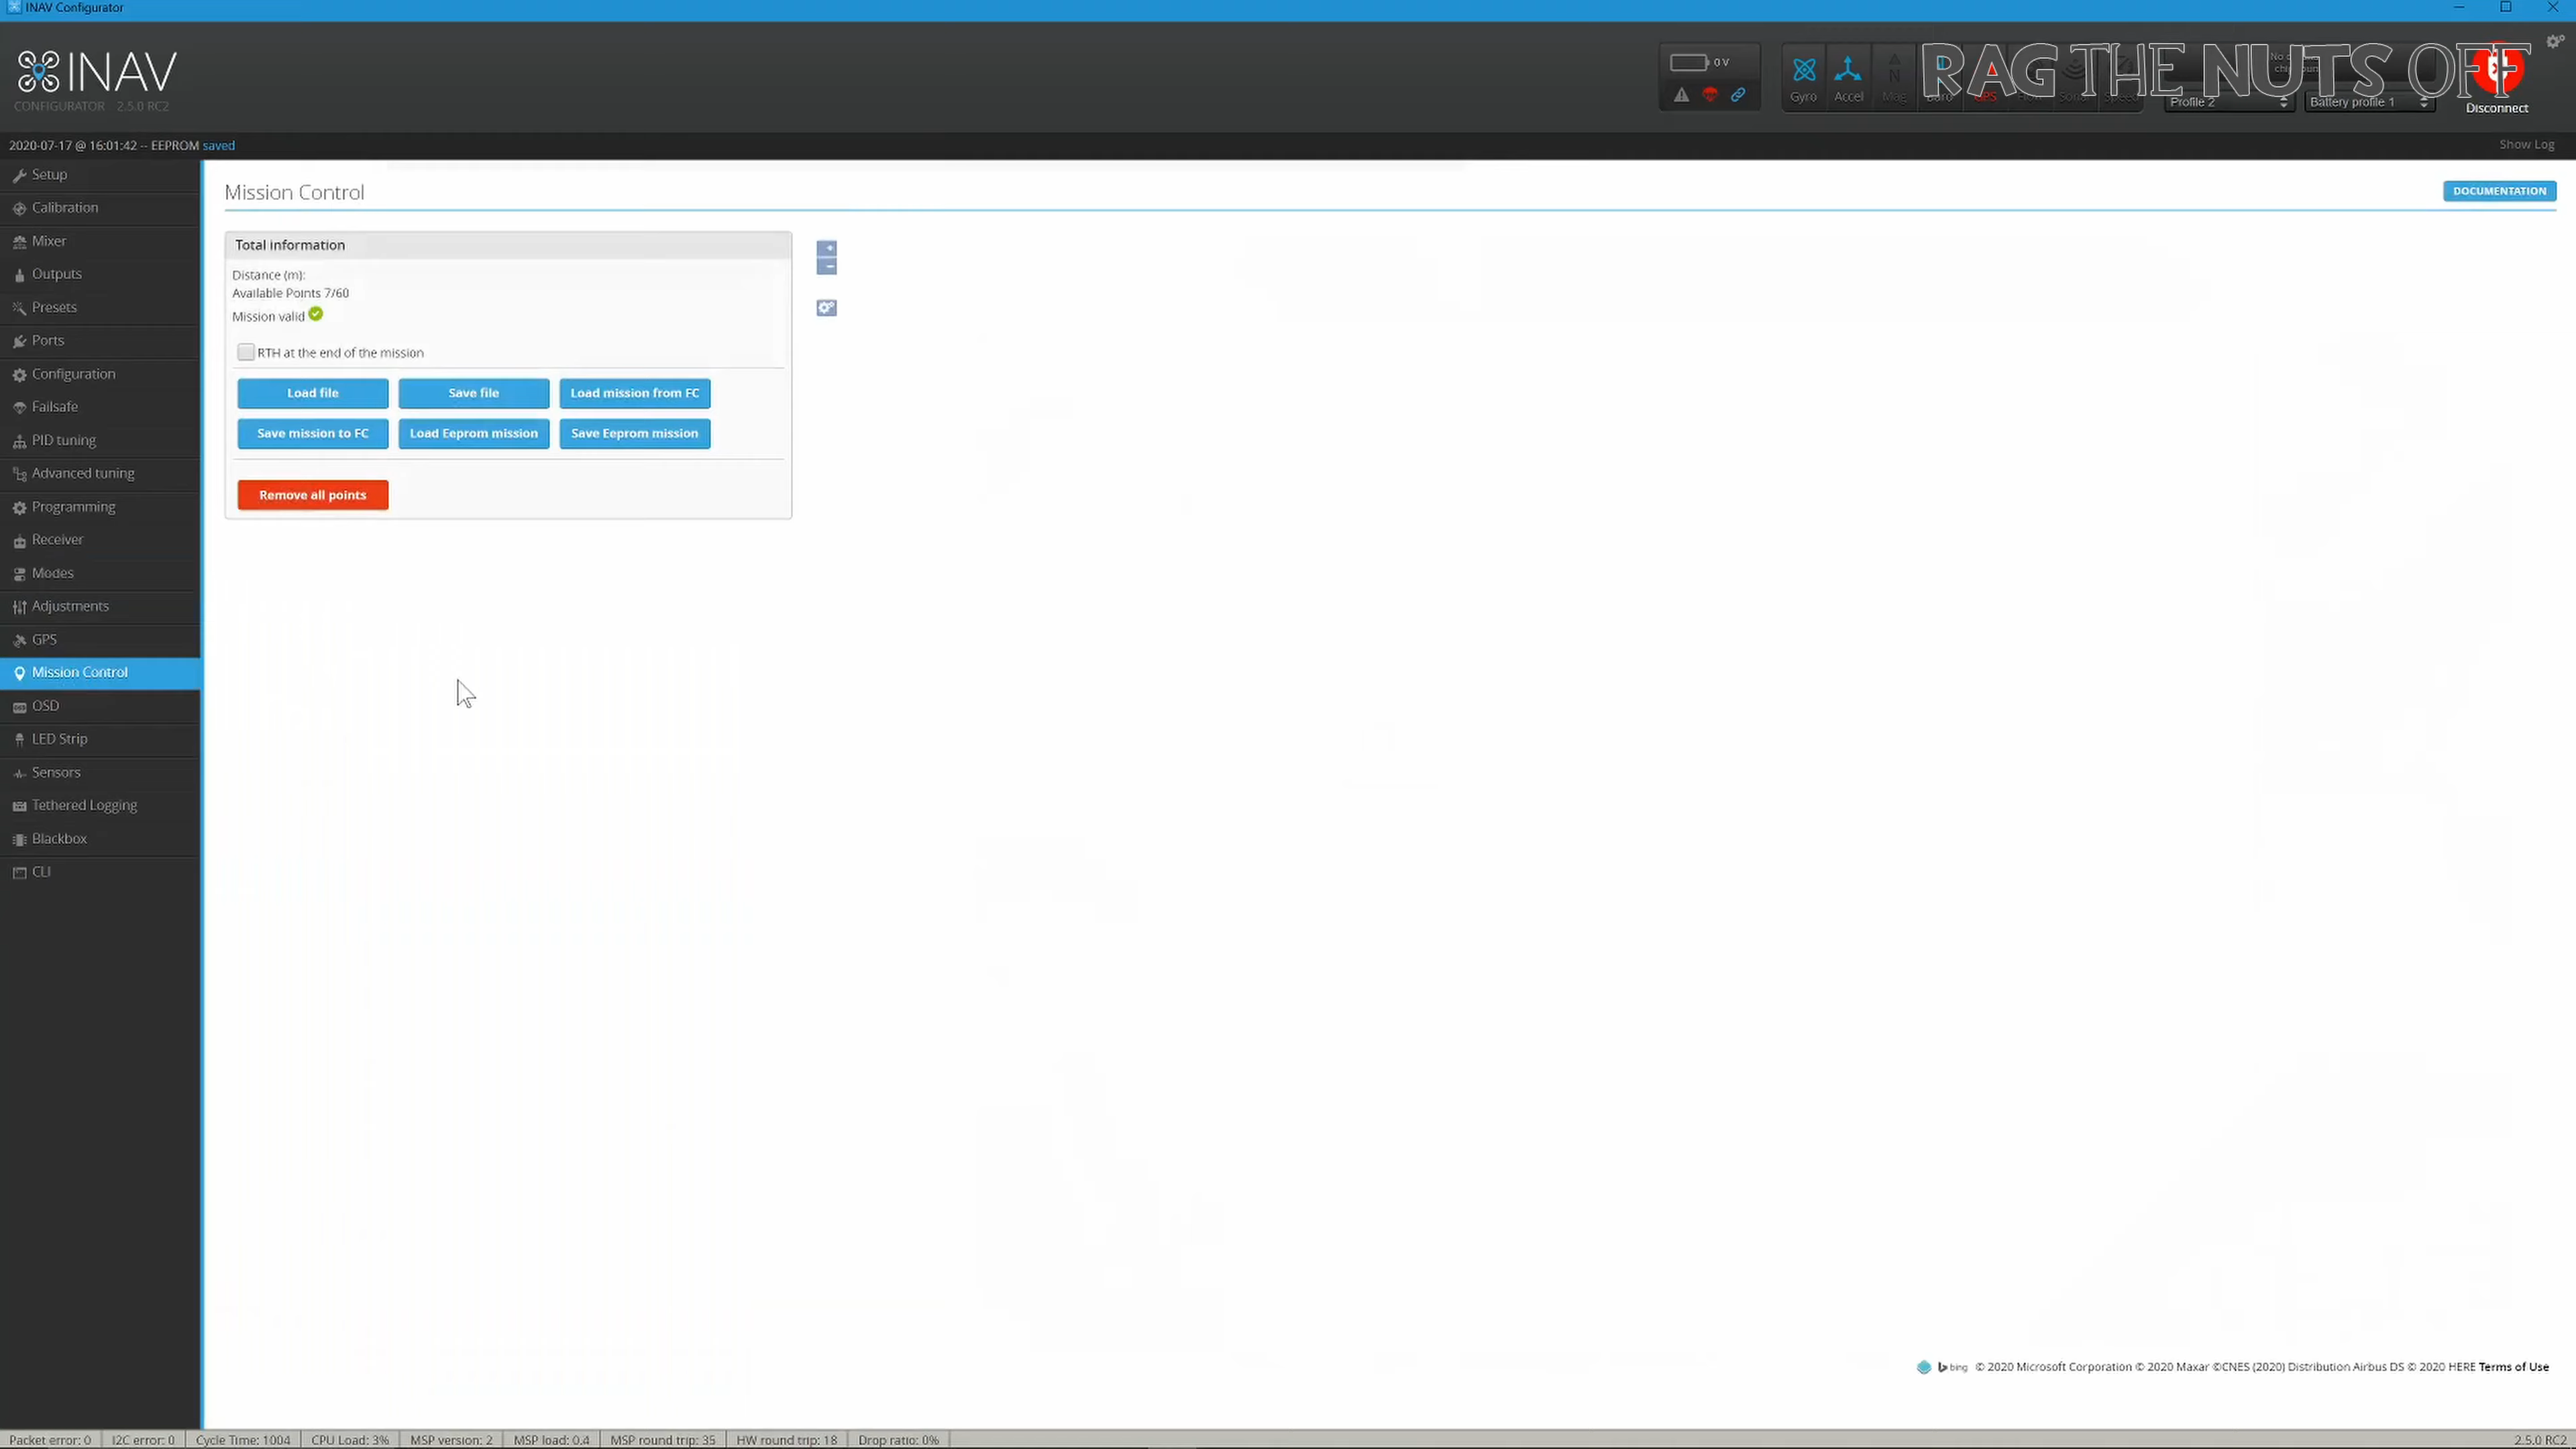 INAV Configurator
INAV
CONFIGURATOR 2.5.0 RC2
0 V
Gyro
Accel
Mag
Baro
GPS
RAG THE NUTS OFF
Profile 2
Battery profile 1
Disconnect
2020-07-17 @ 16:01:42 -- EEPROM saved
Show Log
Setup
Calibration
Mixer
Outputs
Presets
Ports
Configuration
Failsafe
PID tuning
Advanced tuning
Programming
Receiver
Modes
Adjustments
GPS
Mission Control
OSD
LED Strip
Sensors
Tethered Logging
Blackbox
CLI
Mission Control
DOCUMENTATION
Total information
Distance (m):
Available Points 7/60
Mission valid
RTH at the end of the mission
Load file
Save file
Load mission from FC
Save mission to FC
Load Eeprom mission
Save Eeprom mission
Remove all points
+
-
bing © 2020 Microsoft Corporation © 2020 Maxar ©CNES (2020) Distribution Airbus DS © 2020 HERE Terms of Use
Packet error: 0
I2C error: 0
Cycle Time: 1004
CPU Load: 3%
MSP version: 2
MSP load: 0.4
MSP round trip: 35
HW round trip: 18
Drop ratio: 0%
2.5.0 RC2